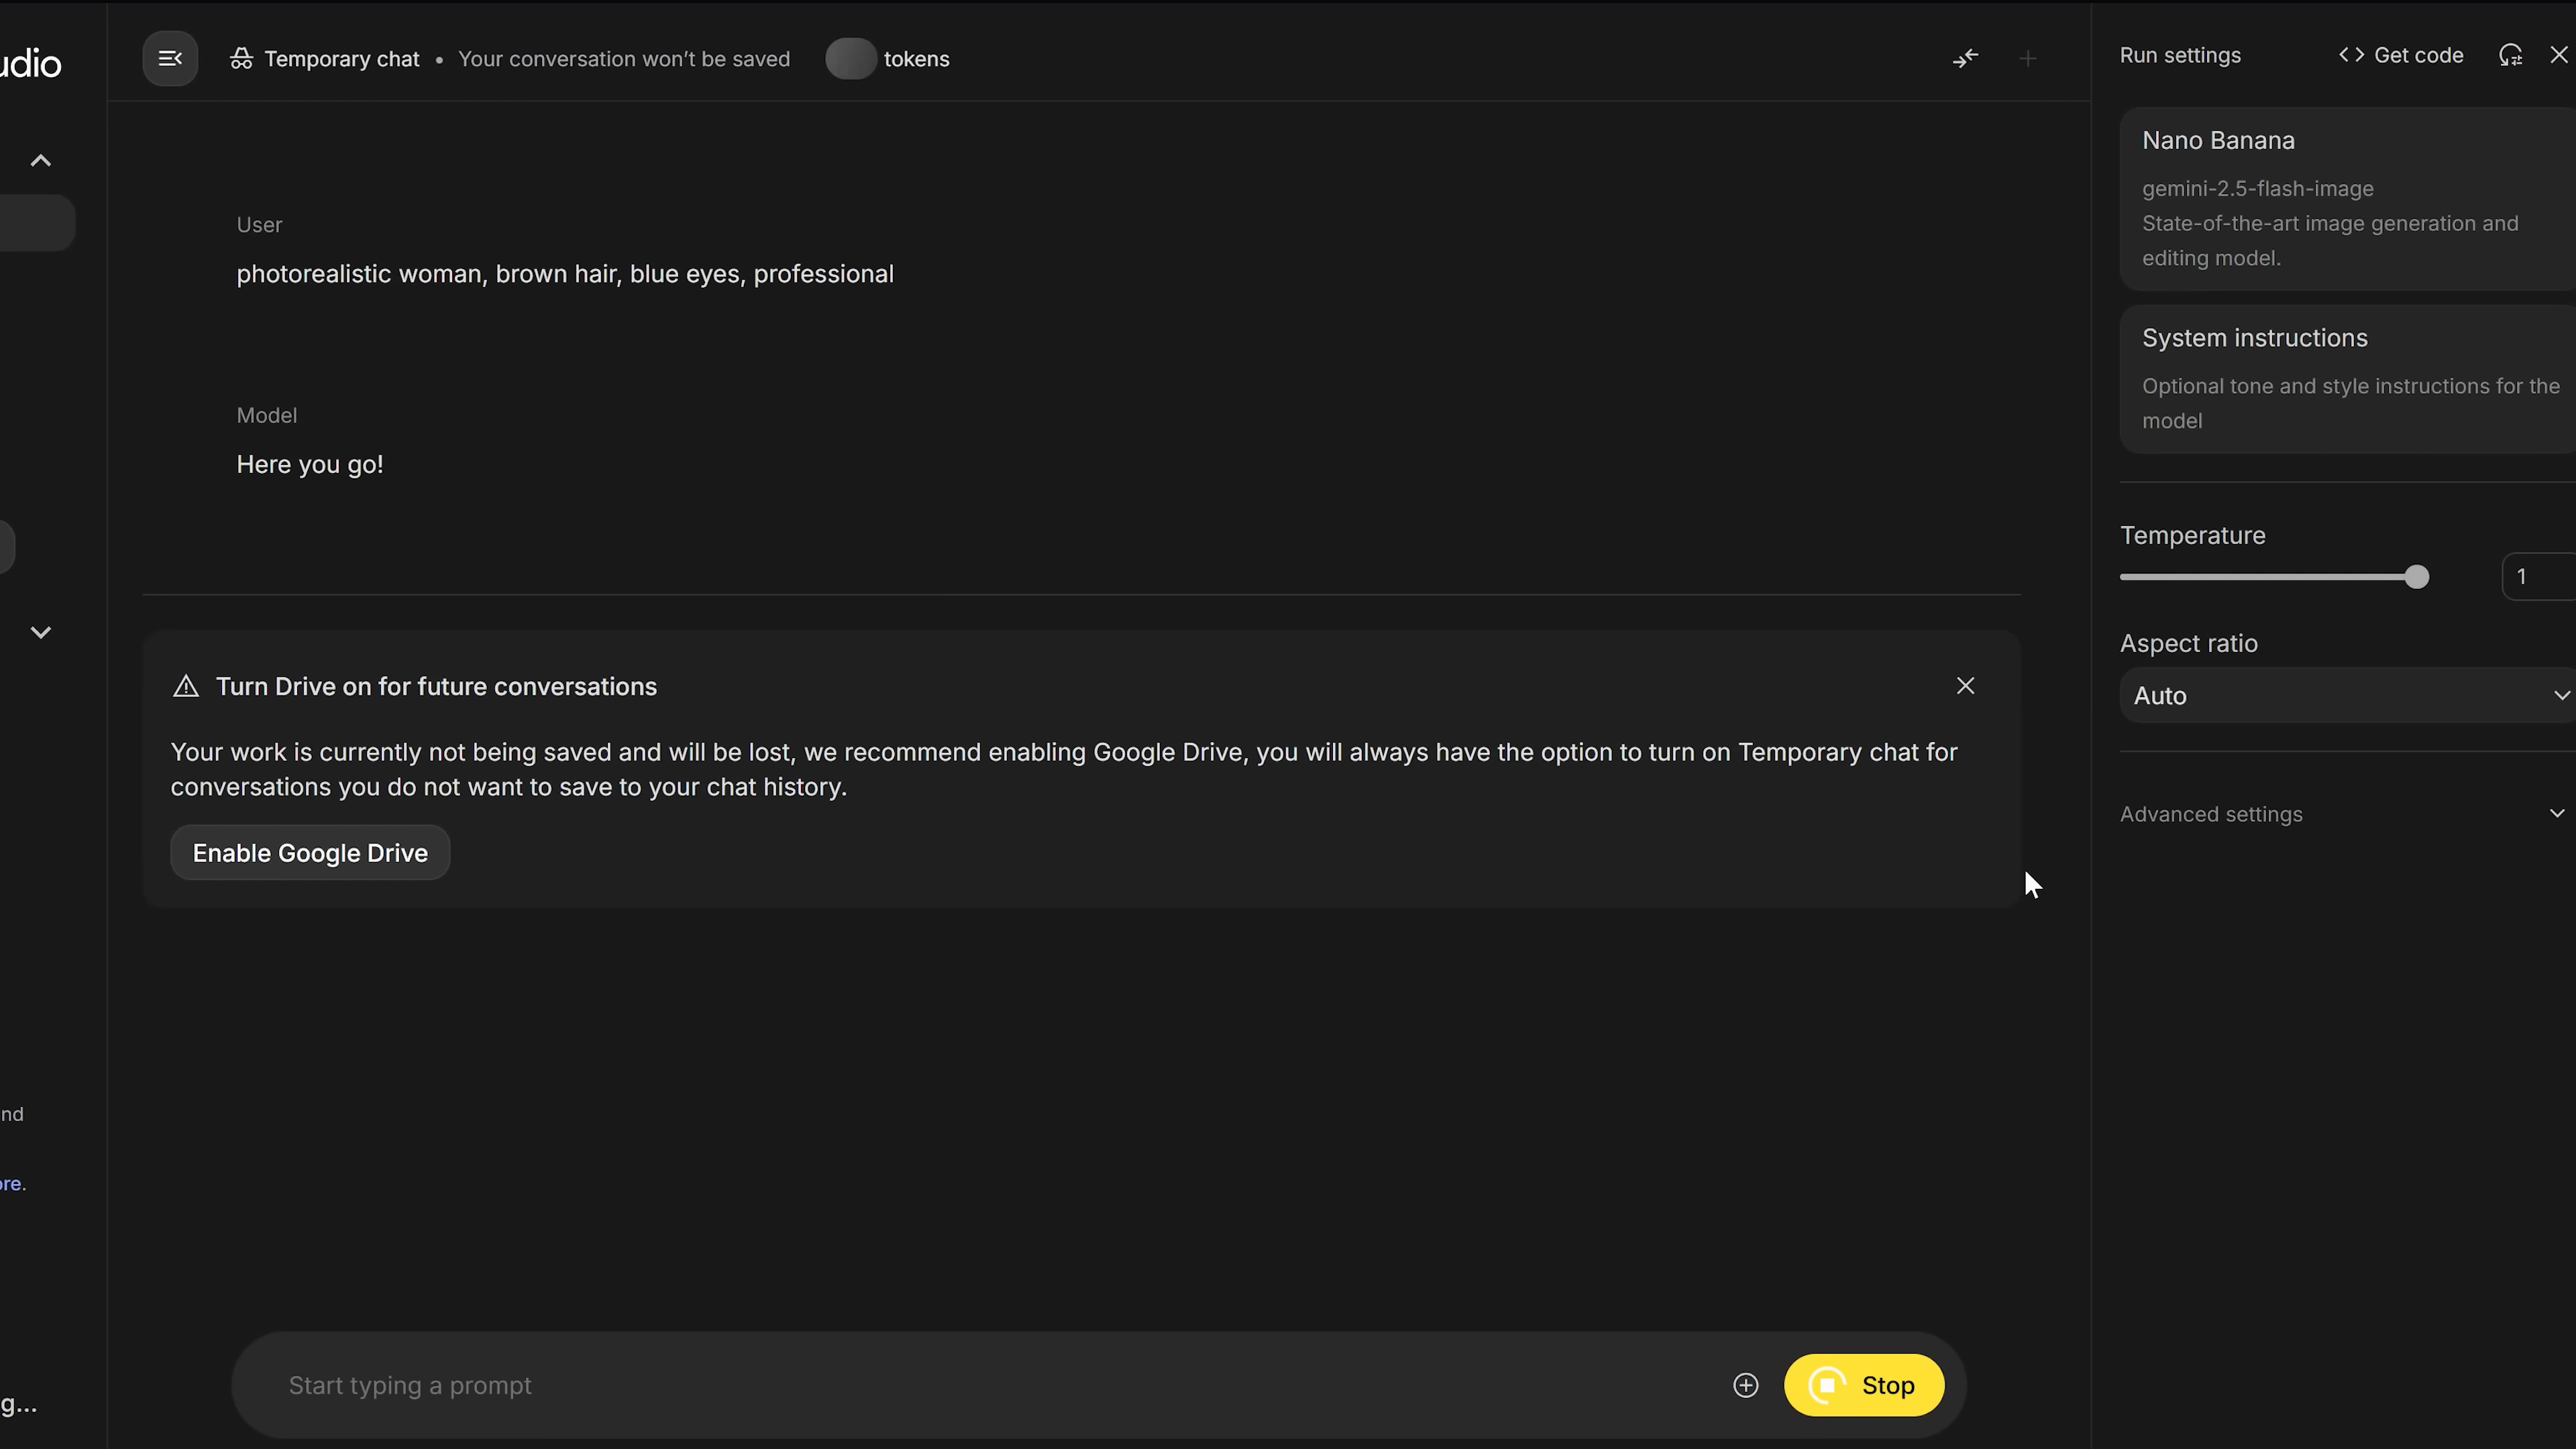 udio
Temporary chat • Your conversation won't be saved
tokens
User
photorealistic woman, brown hair, blue eyes, professional
Model
Here you go!
Turn Drive on for future conversations
Your work is currently not being saved and will be lost, we recommend enabling Google Drive, you will always have the option to turn on Temporary chat for
conversations you do not want to save to your chat history.
Enable Google Drive
nd
ore.
g...
Start typing a prompt
Stop
Run settings
Get code
Nano Banana
gemini-2.5-flash-image
State-of-the-art image generation and
editing model.
System instructions
Optional tone and style instructions for the
model
Temperature
1
Aspect ratio
Auto
Advanced settings